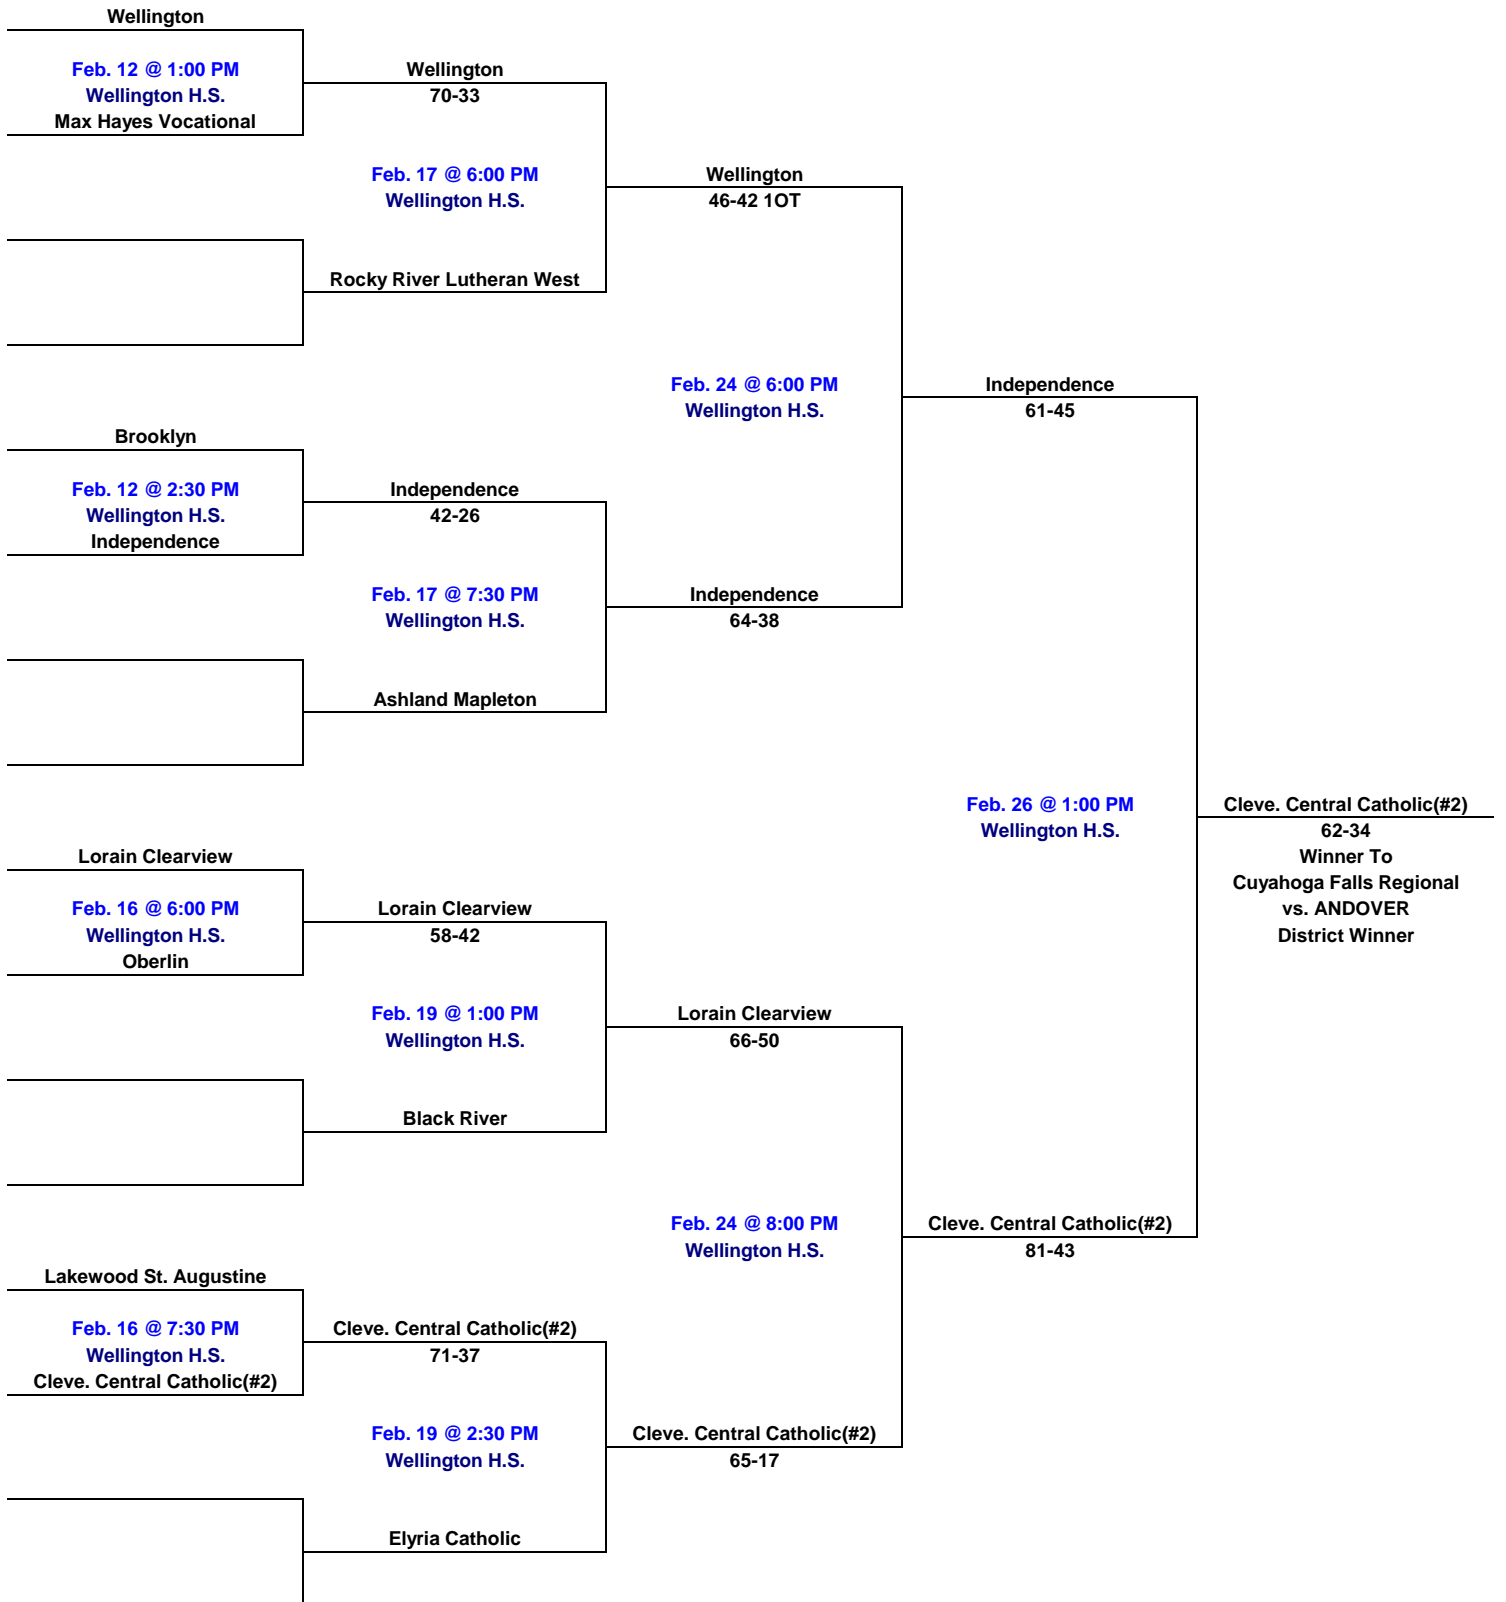 Wellington
Feb. 12 @ 1:00 PM
Wellington H.S.
Max Hayes Vocational
Wellington
70-33
Feb. 17 @ 6:00 PM
Wellington H.S.
Rocky River Lutheran West
Wellington
46-42 1OT
Feb. 24 @ 6:00 PM
Wellington H.S.
Independence
61-45
Brooklyn
Feb. 12 @ 2:30 PM
Wellington H.S.
Independence
Independence
42-26
Feb. 17 @ 7:30 PM
Wellington H.S.
Ashland Mapleton
Independence
64-38
Feb. 26 @ 1:00 PM
Wellington H.S.
Cleve. Central Catholic(#2)
62-34
Winner To
Cuyahoga Falls Regional
vs. ANDOVER
District Winner
Lorain Clearview
Feb. 16 @ 6:00 PM
Wellington H.S.
Oberlin
Lorain Clearview
58-42
Feb. 19 @ 1:00 PM
Wellington H.S.
Black River
Lorain Clearview
66-50
Feb. 24 @ 8:00 PM
Wellington H.S.
Cleve. Central Catholic(#2)
81-43
Lakewood St. Augustine
Feb. 16 @ 7:30 PM
Wellington H.S.
Cleve. Central Catholic(#2)
Cleve. Central Catholic(#2)
71-37
Feb. 19 @ 2:30 PM
Wellington H.S.
Elyria Catholic
Cleve. Central Catholic(#2)
65-17